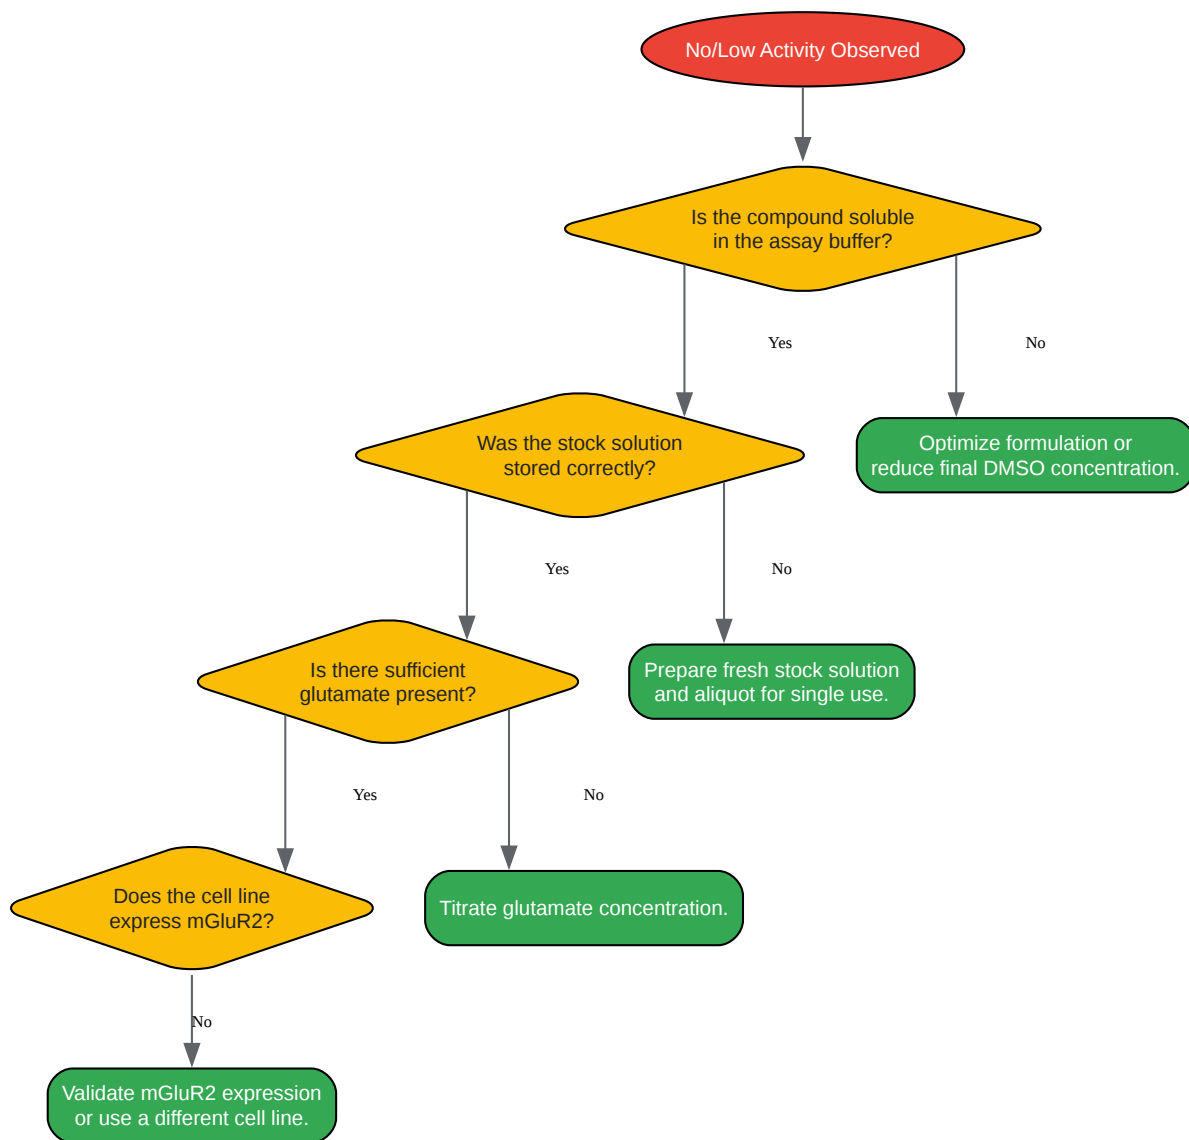 No/Low Activity Observed
Is the compound soluble
in the assay buffer?
Yes
No
Was the stock solution
stored correctly?
Optimize formulation or
reduce final DMSO concentration.
Yes
No
Is there sufficient
glutamate present?
Prepare fresh stock solution
and aliquot for single use.
Yes
No
Does the cell line
express mGluR2?
Titrate glutamate concentration.
No
Validate mGluR2 expression
or use a different cell line.